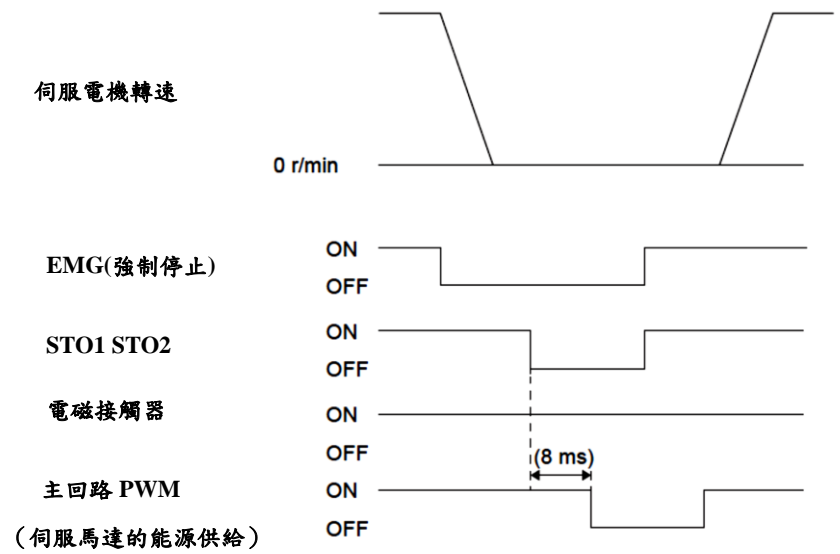 伺服電機轉速
0 r/min
EMG(強制停止)
ON
OFF
STO1 STO2
ON
OFF
電磁接觸器
ON
OFF
(8 ms)
主回路 PWM
ON
(伺服馬達的能源供給)
OFF